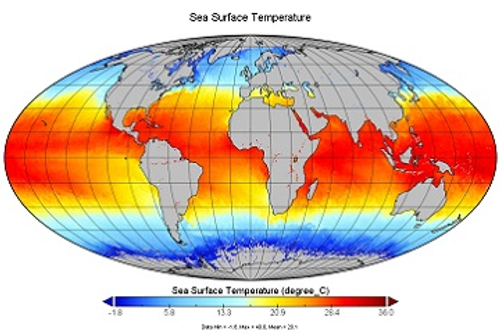 Sea Surface Temperature
Sea Surface Temperature (degree_C)
-1.8 5.8 13.3 20.9 28.4 36.0